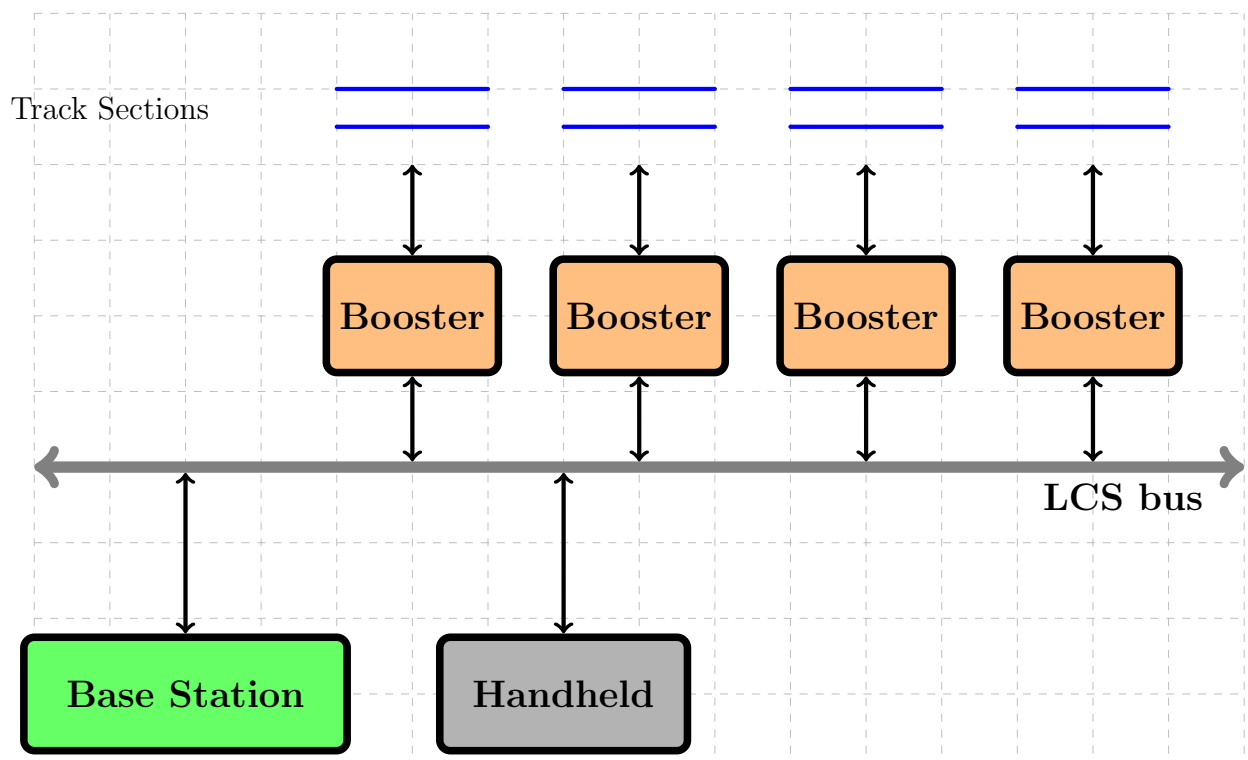 Track Sections
Booster
Booster
Booster
Booster
LCS bus
Base Station
Handheld